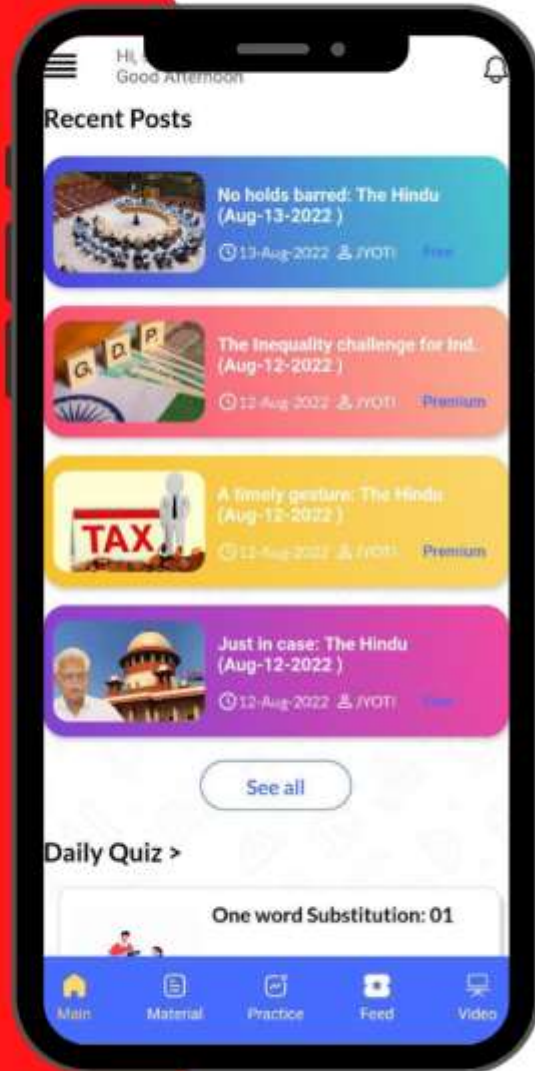 Hi,
Good Afternoon
Recent Posts
No holds barred: The Hindu
(Aug-13-2022 )
13-Aug-2022 JYOTI Free
G. D. P.
The Inequality challenge for Ind..
(Aug-12-2022 )
12-Aug-2022 JYOTI Premium
TAX
A timely gesture: The Hindu
(Aug-12-2022 )
12-Aug-2022 JYOTI Premium
Just in case: The Hindu
(Aug-12-2022 )
12-Aug-2022 JYOTI Free
See all
Daily Quiz >
One word Substitution: 01
Main Material Practice Feed Video